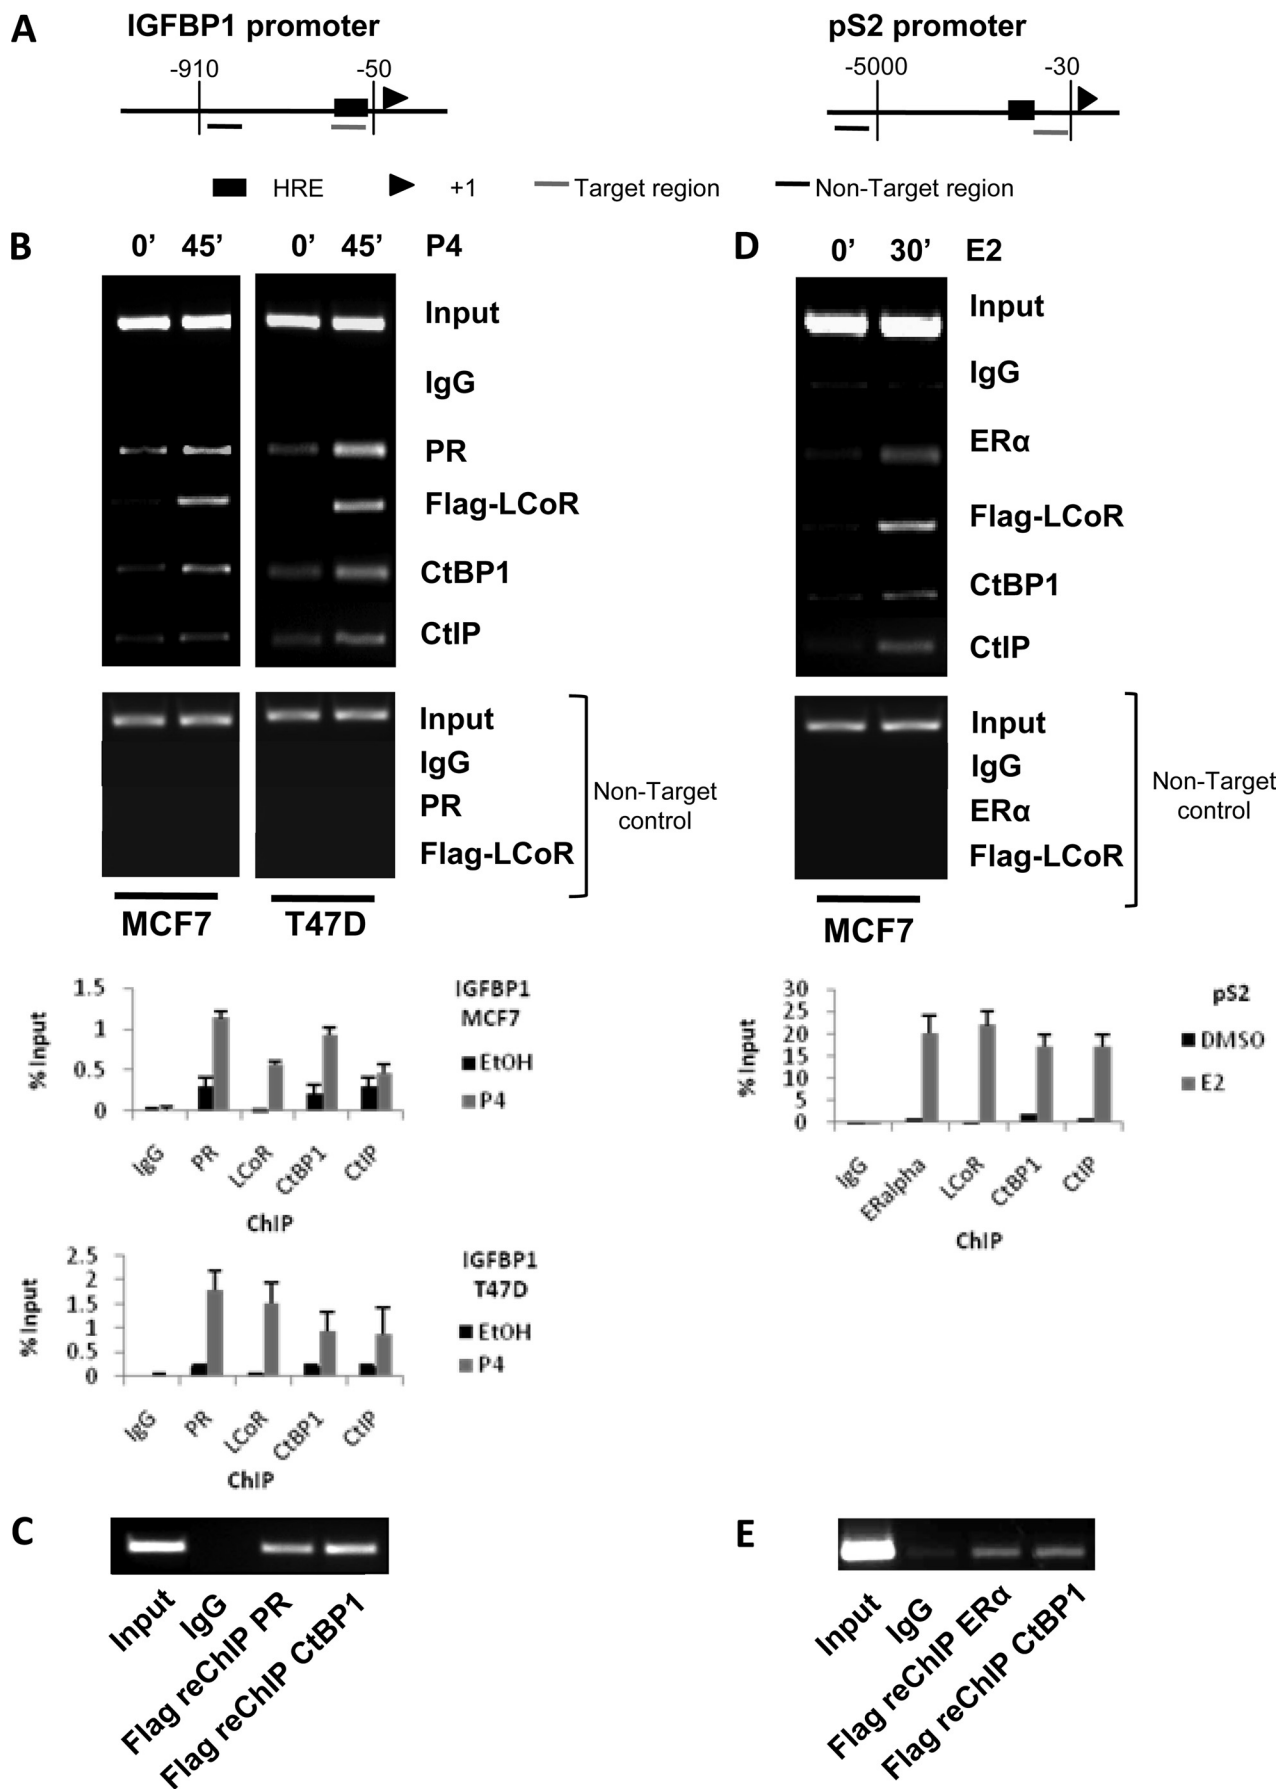 A
IGFBP1 promoter
pS2 promoter
-910
-50
-5000
-30
HRE
+1
Target region
Non-Target region
B
0’
45’
0’
45’
P4
Input
IgG
PR
Flag-LCoR
CtBP1
CtIP
Input
IgG
PR
Flag-LCoR
Non-Target
control
MCF7
T47D
D
0’
30’
E2
Input
IgG
ERα
Flag-LCoR
CtBP1
CtIP
Input
IgG
ERα
Flag-LCoR
Non-Target
control
MCF7
1.5
1
0.5
0
% Input
IgG
PR
LCoR
CtBP1
CtIP
ChIP
IGFBP1
MCF7
EtOH
P4
30
25
20
15
10
5
0
% Input
IgG
ERalpha
LCoR
CtBP1
CtIP
ChIP
pS2
DMSO
E2
2.5
2
1.5
1
0.5
0
% Input
IgG
PR
LCoR
CtBP1
CtIP
ChIP
IGFBP1
T47D
EtOH
P4
C
Input
IgG
Flag reChIP PR
Flag reChIP CtBP1
E
Input
IgG
Flag reChIP ERα
Flag reChIP CtBP1